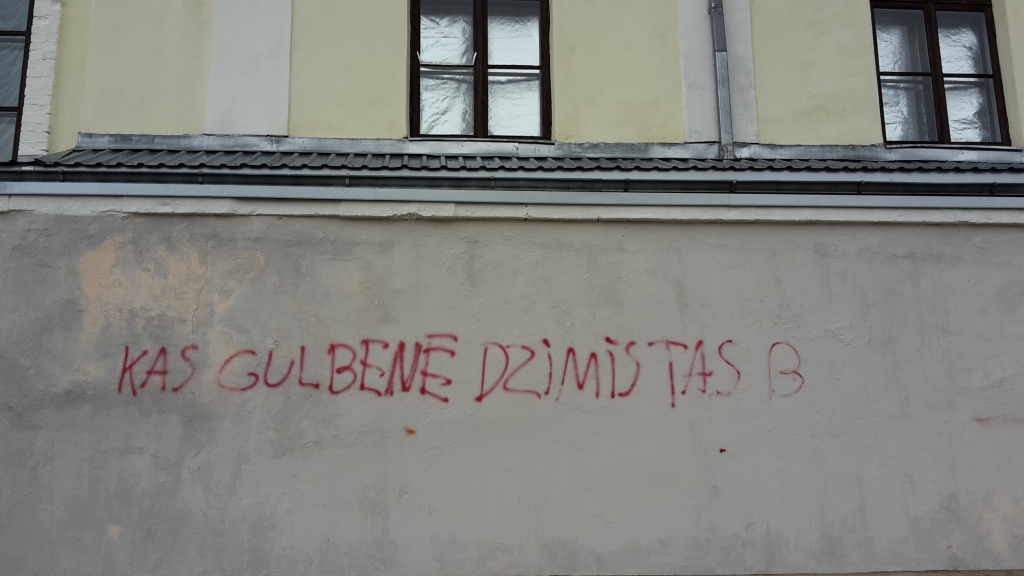 KAS GULBENĒ DZIMIS TAS B